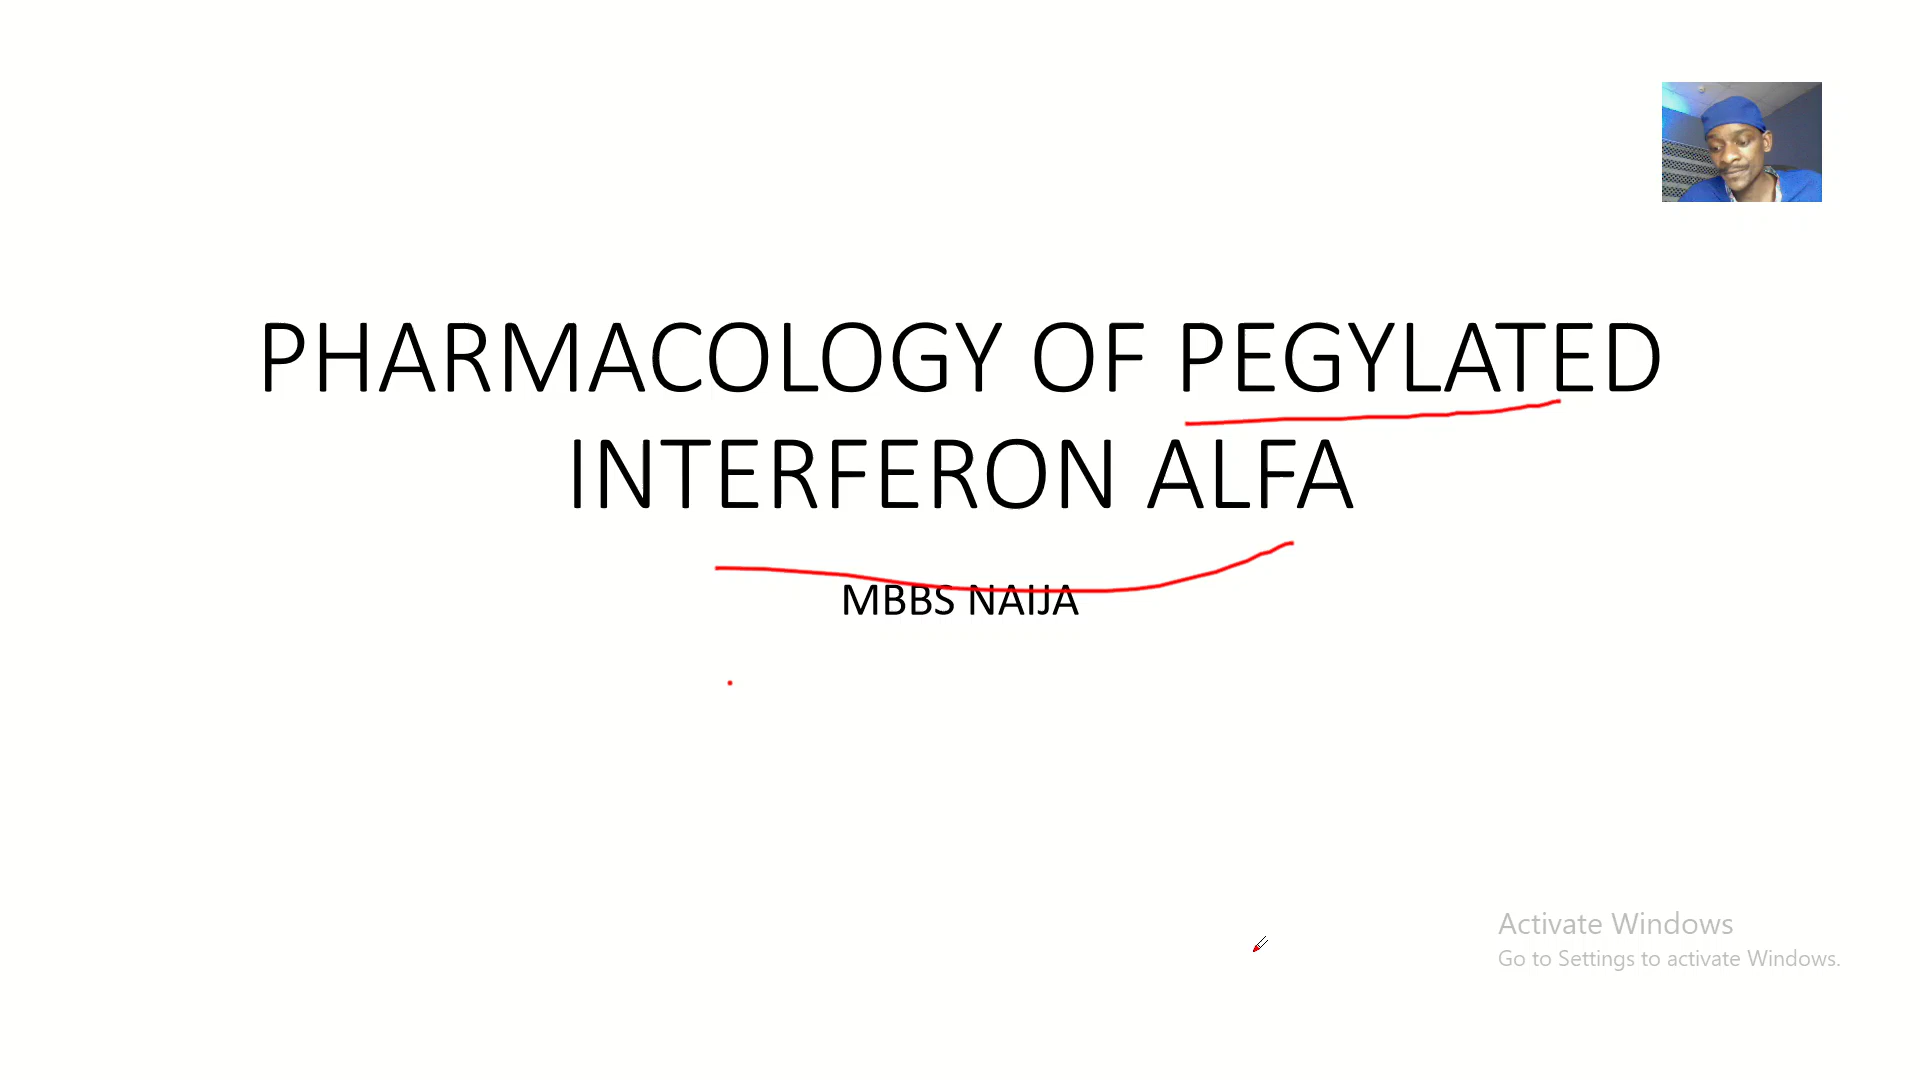 PHARMACOLOGY OF PEGYLATED
INTERFERON ALFA
MBBS NAIJA
Activate Windows
Go to Settings to activate Windows.